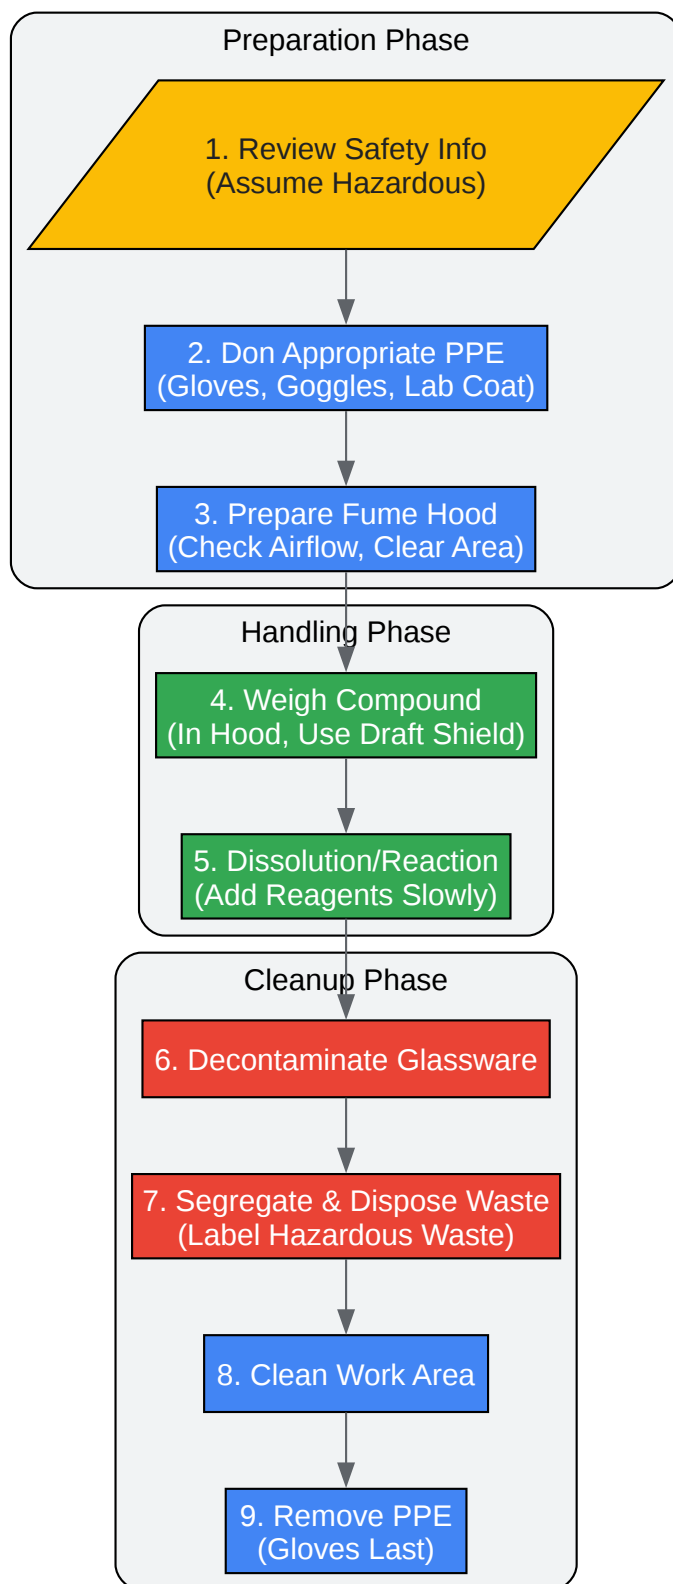 Preparation Phase
1. Review Safety Info
(Assume Hazardous)
2. Don Appropriate PPE
(Gloves, Goggles, Lab Coat)
3. Prepare Fume Hood
(Check Airflow, Clear Area)
Handling Phase
4. Weigh Compound
(In Hood, Use Draft Shield)
5. Dissolution/Reaction
(Add Reagents Slowly)
Cleanup Phase
6. Decontaminate Glassware
7. Segregate & Dispose Waste
(Label Hazardous Waste)
8. Clean Work Area
9. Remove PPE
(Gloves Last)